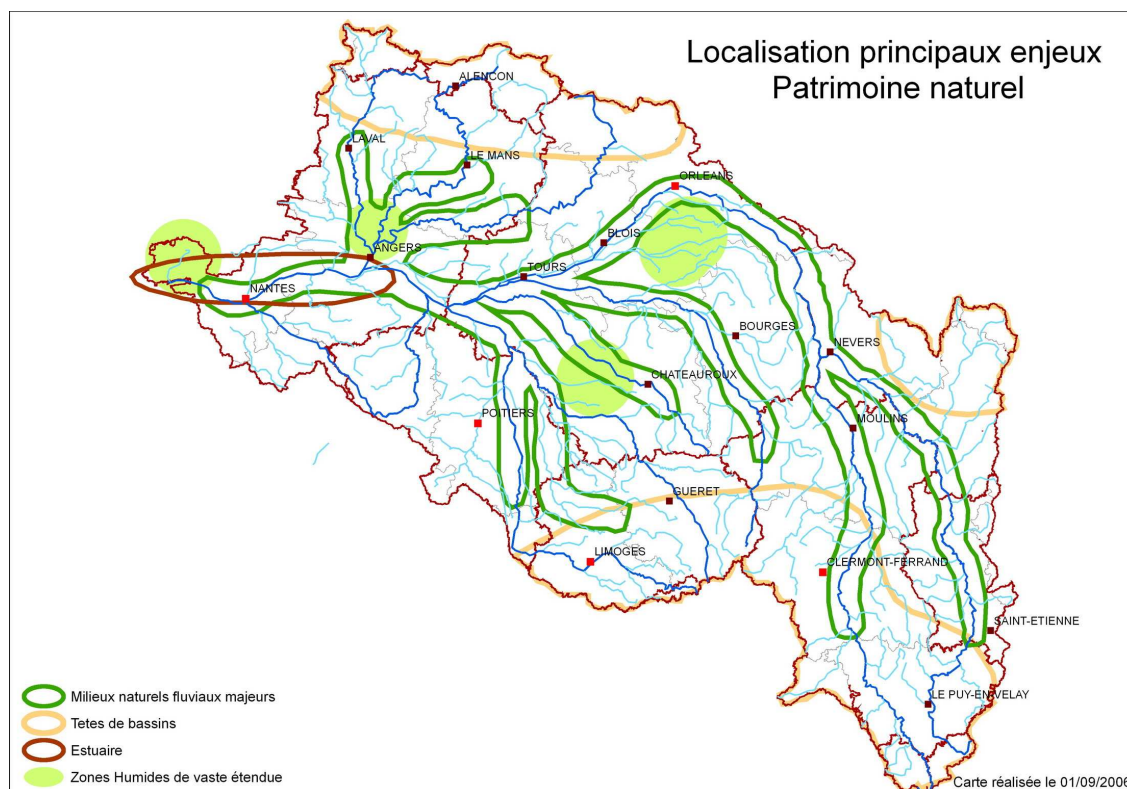 Localisation principaux enjeux
Patrimoine naturel
ALENCON
LAVAL
LE MANS
ORLEANS
BLOIS
ANGERS
TOURS
NANTES
BOURGES
NEVERS
CHATEAUROUX
POITIERS
MOULINS
GUERET
LIMOGES
CLERMONT-FERRAND
SAINT-ETIENNE
LE PUY-EN-VELAY
Milieux naturels fluviaux majeurs
Tetes de bassins
Estuaire
Zones Humides de vaste étendue
Carte réalisée le 01/09/2006